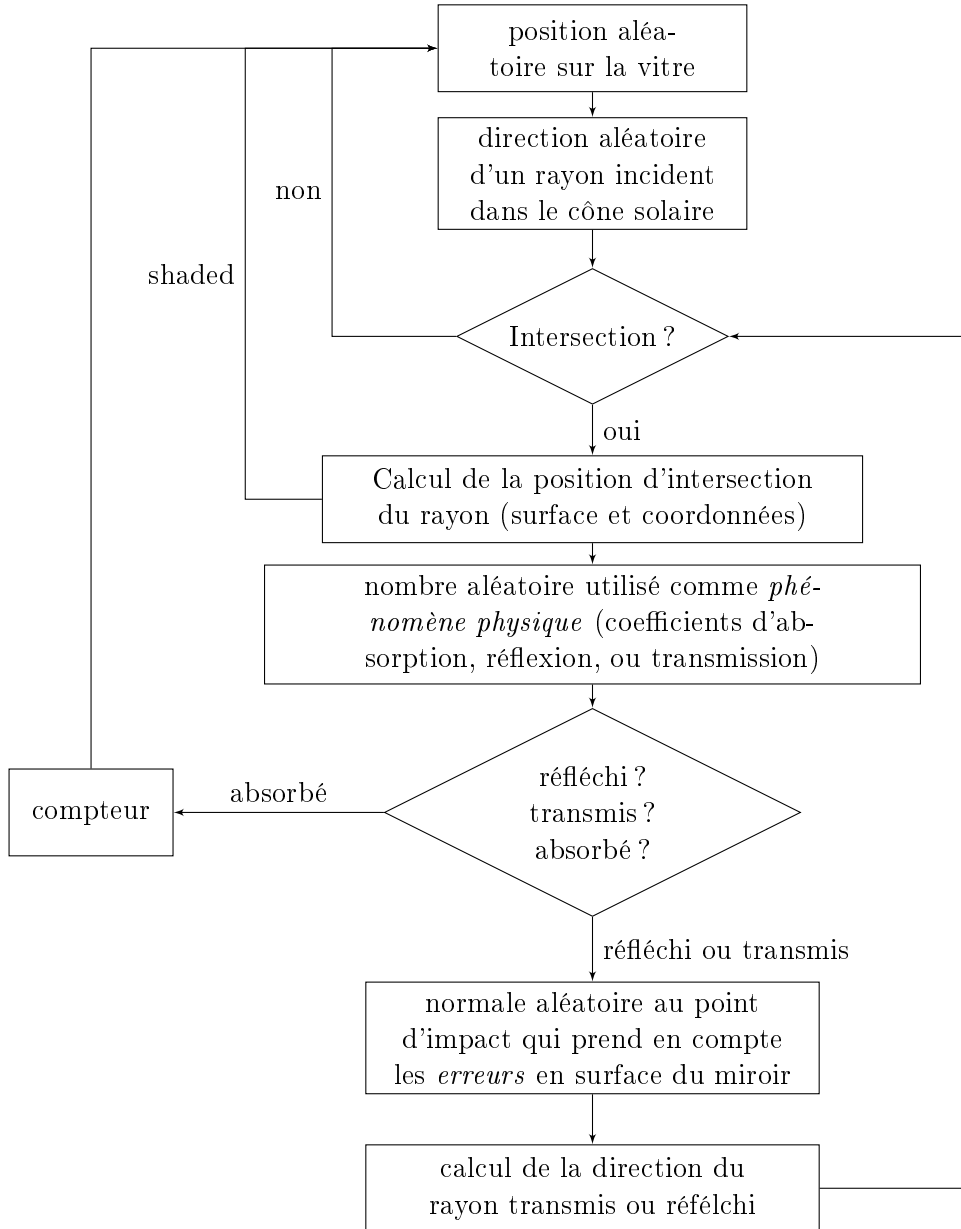 position aléa-
toire sur la vitre
direction aléatoire
d'un rayon incident
dans le cône solaire
non
shaded
Intersection ?
oui
Calcul de la position d'intersection
du rayon (surface et coordonnées)
nombre aléatoire utilisé comme phé-
nomène physique (coefficients d'ab-
sorption, réflexion, ou transmission)
réfléchi ?
transmis ?
absorbé ?
absorbé
compteur
réfléchi ou transmis
normale aléatoire au point
d'impact qui prend en compte
les erreurs en surface du miroir
calcul de la direction du
rayon transmis ou réfélchi